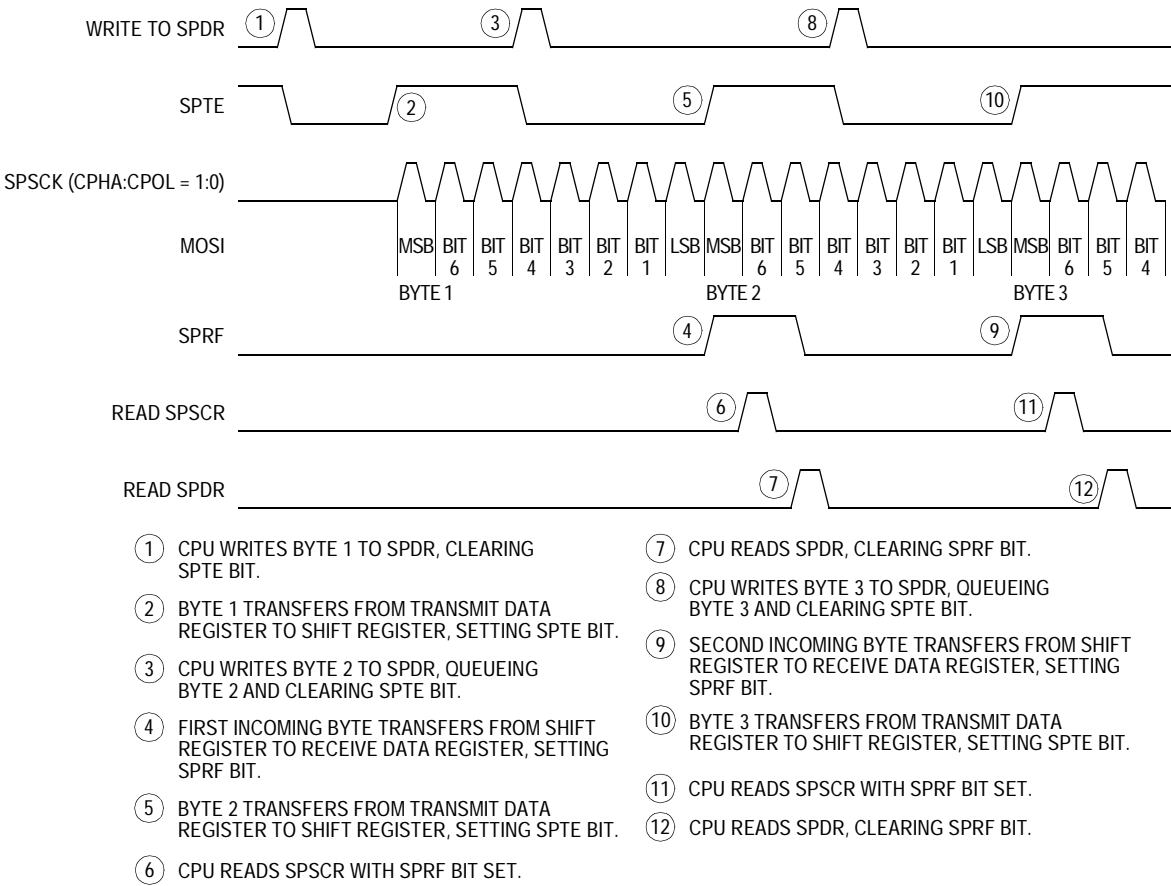 WRITE TO SPDR 1 3 8
SPTE 2 5 10
SPSCK (CPHA:CPOL = 1:0)
MOSI MSB BIT 6 BIT 5 BIT 4 BIT 3 BIT 2 BIT 1 LSB MSB BIT 6 BIT 5 BIT 4 BIT 3 BIT 2 BIT 1 LSB MSB BIT 6 BIT 5 BIT 4
BYTE 1 BYTE 2 BYTE 3
SPRF 4 9
READ SPSCR 6 11
READ SPDR 7 12
1 CPU WRITES BYTE 1 TO SPDR, CLEARING
SPTE BIT.
2 BYTE 1 TRANSFERS FROM TRANSMIT DATA
REGISTER TO SHIFT REGISTER, SETTING SPTE BIT.
3 CPU WRITES BYTE 2 TO SPDR, QUEUEING
BYTE 2 AND CLEARING SPTE BIT.
4 FIRST INCOMING BYTE TRANSFERS FROM SHIFT
REGISTER TO RECEIVE DATA REGISTER, SETTING
SPRF BIT.
5 BYTE 2 TRANSFERS FROM TRANSMIT DATA
REGISTER TO SHIFT REGISTER, SETTING SPTE BIT.
6 CPU READS SPSCR WITH SPRF BIT SET.
7 CPU READS SPDR, CLEARING SPRF BIT.
8 CPU WRITES BYTE 3 TO SPDR, QUEUEING
BYTE 3 AND CLEARING SPTE BIT.
9 SECOND INCOMING BYTE TRANSFERS FROM SHIFT
REGISTER TO RECEIVE DATA REGISTER, SETTING
SPRF BIT.
10 BYTE 3 TRANSFERS FROM TRANSMIT DATA
REGISTER TO SHIFT REGISTER, SETTING SPTE BIT.
11 CPU READS SPSCR WITH SPRF BIT SET.
12 CPU READS SPDR, CLEARING SPRF BIT.